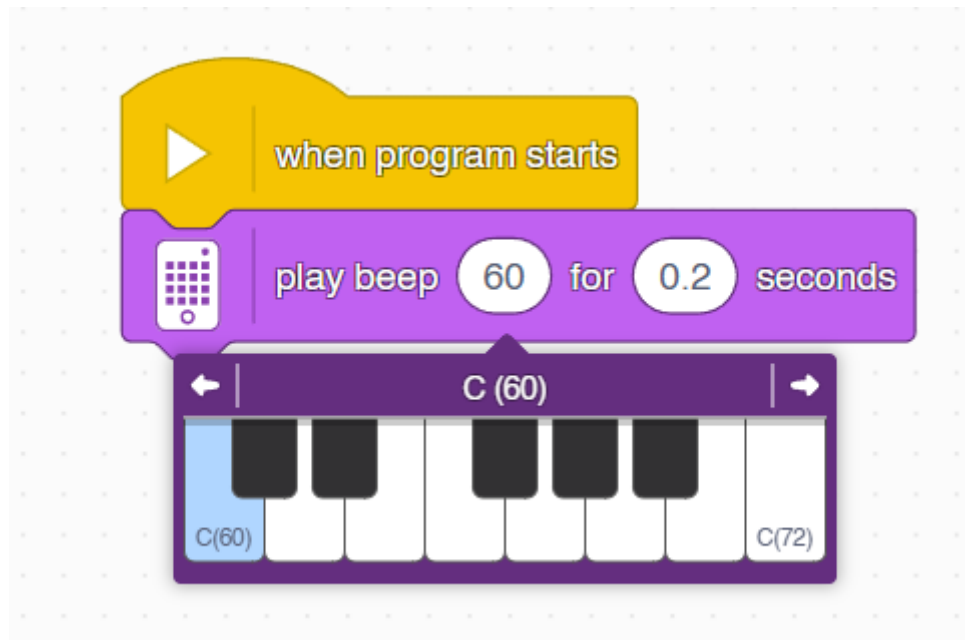 when program starts
play beep 60 for 0.2 seconds
C (60)
C(60) C(72)